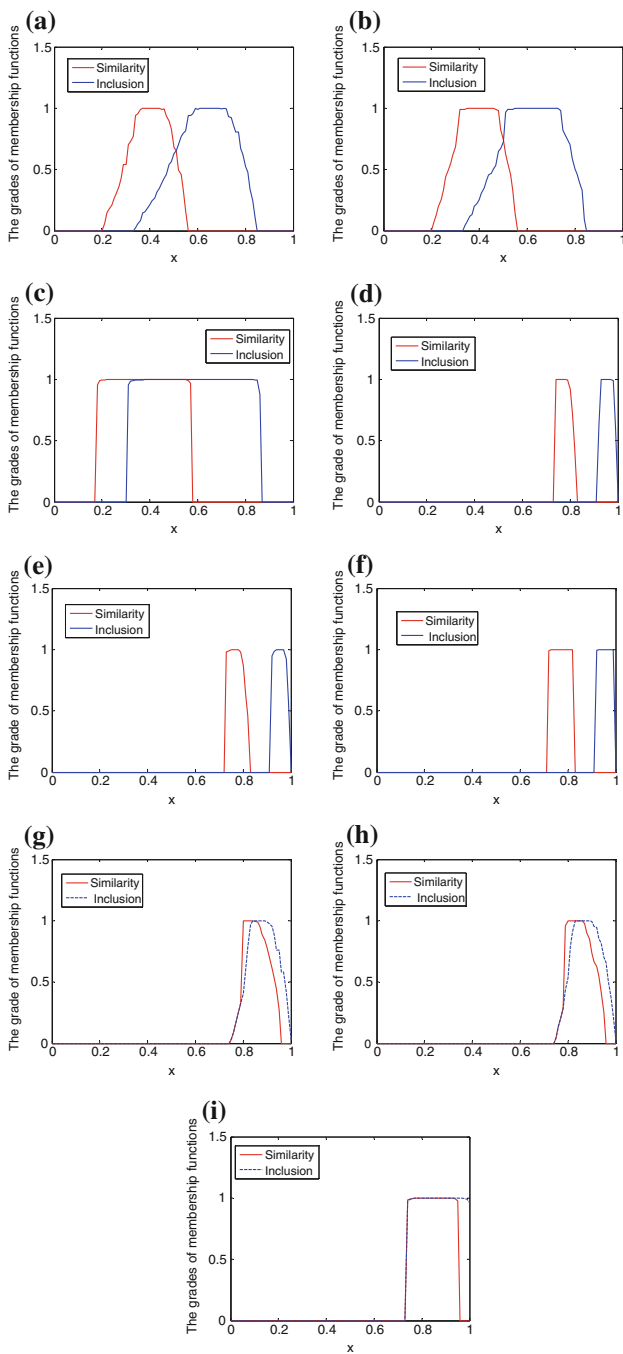 (a)
The grades of membership functions
1.5
1
0.5
0
Similarity
Inclusion
0 0.2 0.4 0.6 0.8 1
x
(b)
The grades of membership functions
1.5
1
0.5
0
Similarity
Inclusion
0 0.2 0.4 0.6 0.8 1
x
(c)
The grades of membership functions
1.5
1
0.5
0
Similarity
Inclusion
0 0.2 0.4 0.6 0.8 1
x
(d)
The grade of membership functions
1.5
1
0.5
0
Similarity
Inclusion
0 0.2 0.4 0.6 0.8 1
x
(e)
The grade of membership functions
1.5
1
0.5
0
Similarity
Inclusion
0 0.2 0.4 0.6 0.8 1
x
(f)
The grade of membership functions
1.5
1
0.5
0
Similarity
Inclusion
0 0.2 0.4 0.6 0.8 1
x
(g)
The grade of membership functions
1.5
1
0.5
0
Similarity
Inclusion
0 0.2 0.4 0.6 0.8 1
x
(h)
The grade of membership functions
1.5
1
0.5
0
Similarity
Inclusion
0 0.2 0.4 0.6 0.8 1
x
(i)
The grades of membership functions
1.5
1
0.5
0
Similarity
Inclusion
0 0.2 0.4 0.6 0.8 1
x